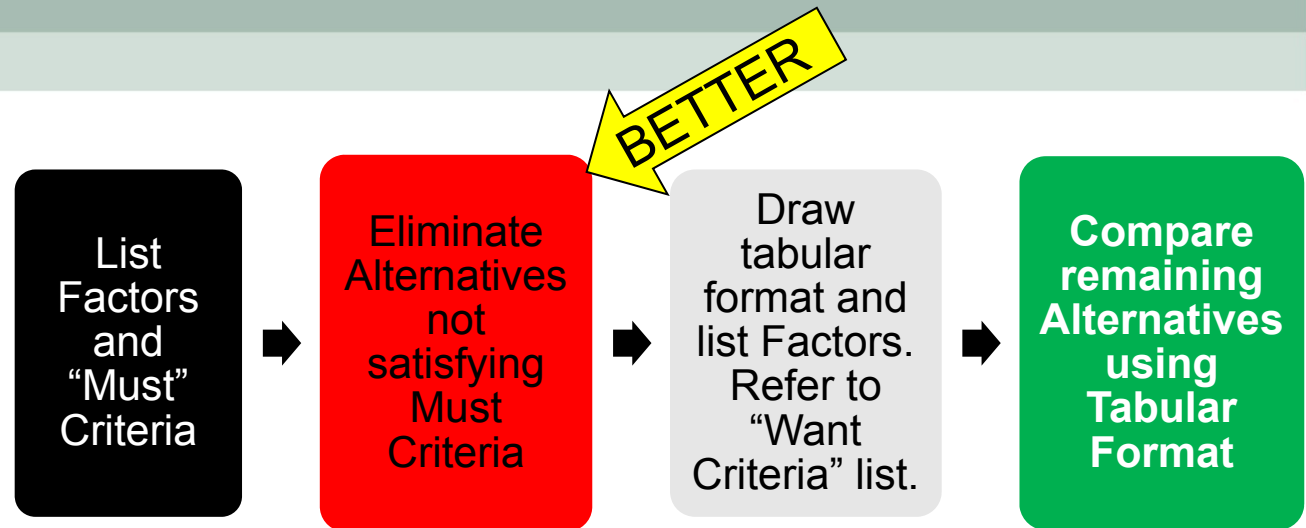 BETTER
List
Factors
and
“Must”
Criteria
Eliminate
Alternatives
not
satisfying
Must
Criteria
Draw
tabular
format and
list Factors.
Refer to
“Want
Criteria” list.
Compare
remaining
Alternatives
using
Tabular
Format